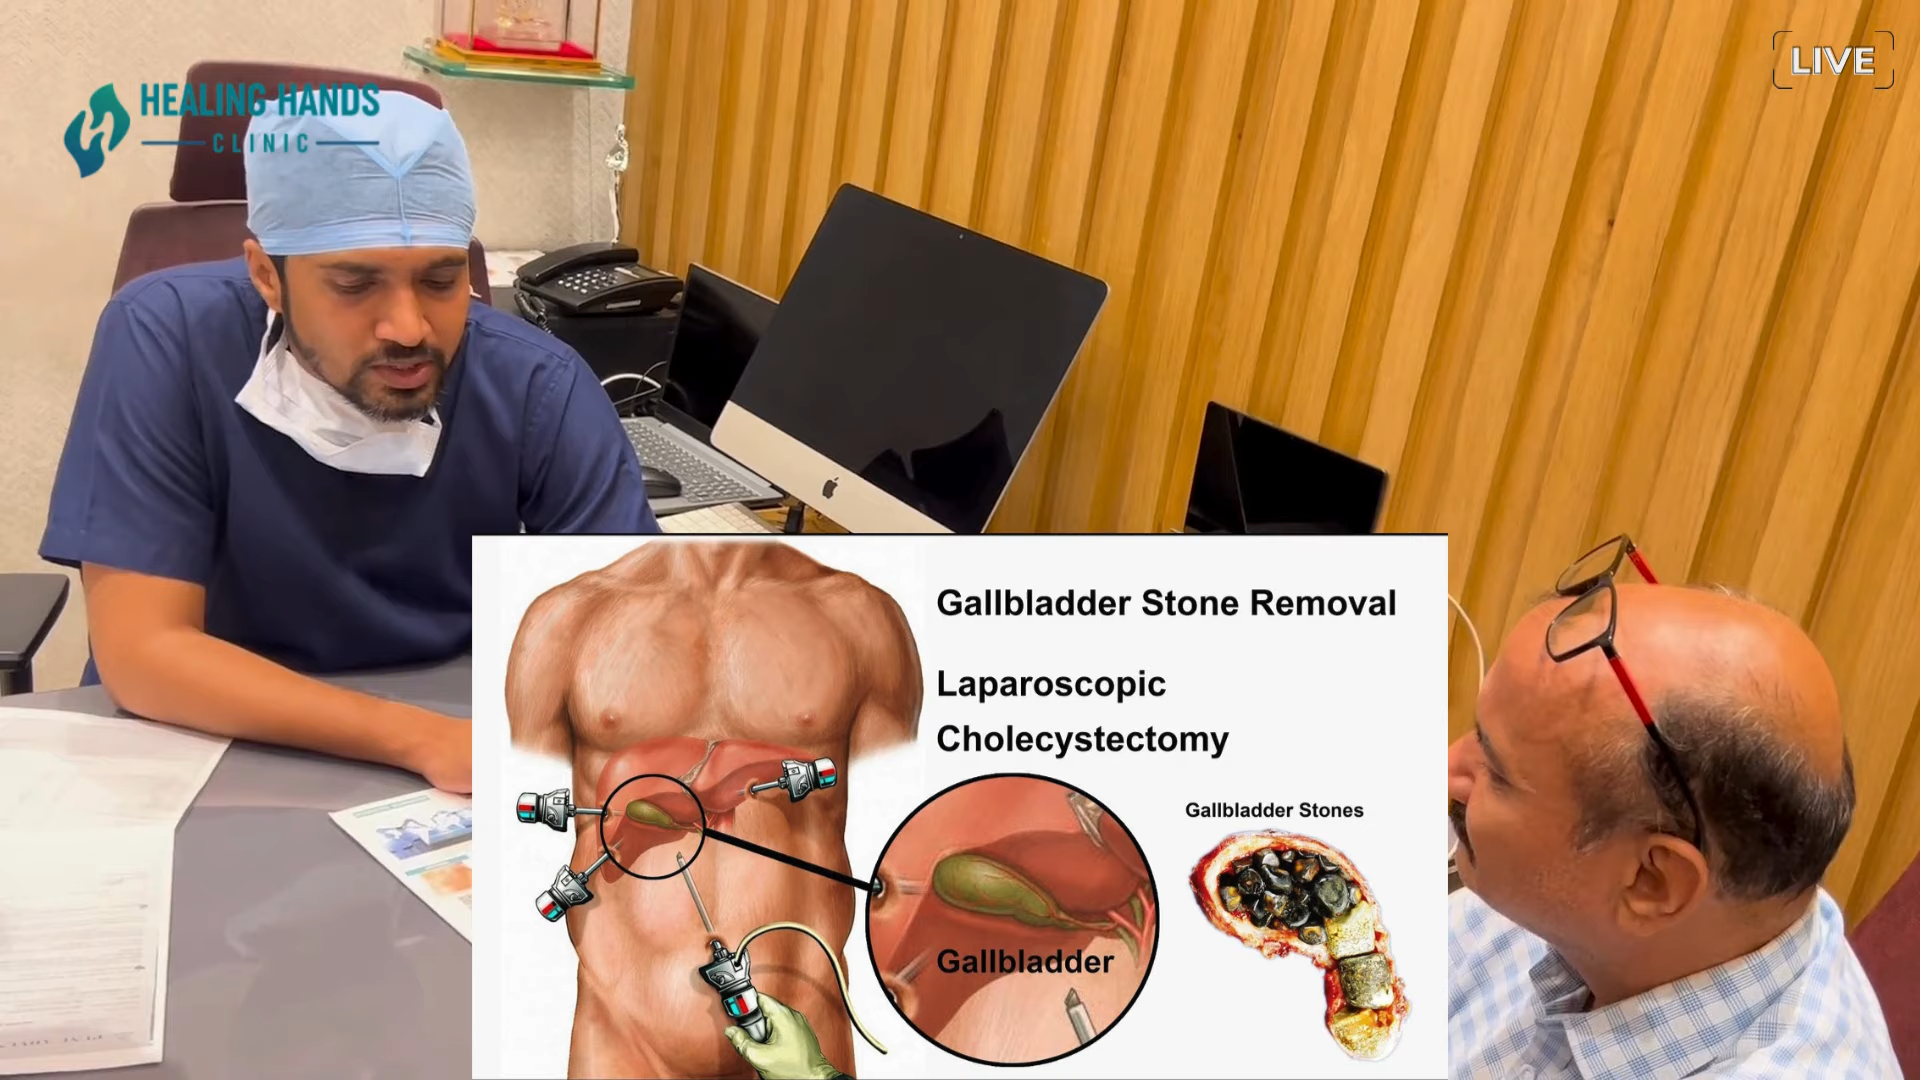 HEALING HANDS
CLINIC
LIVE
Gallbladder Stone Removal
Laparoscopic
Cholecystectomy
Gallbladder Stones
Gallbladder